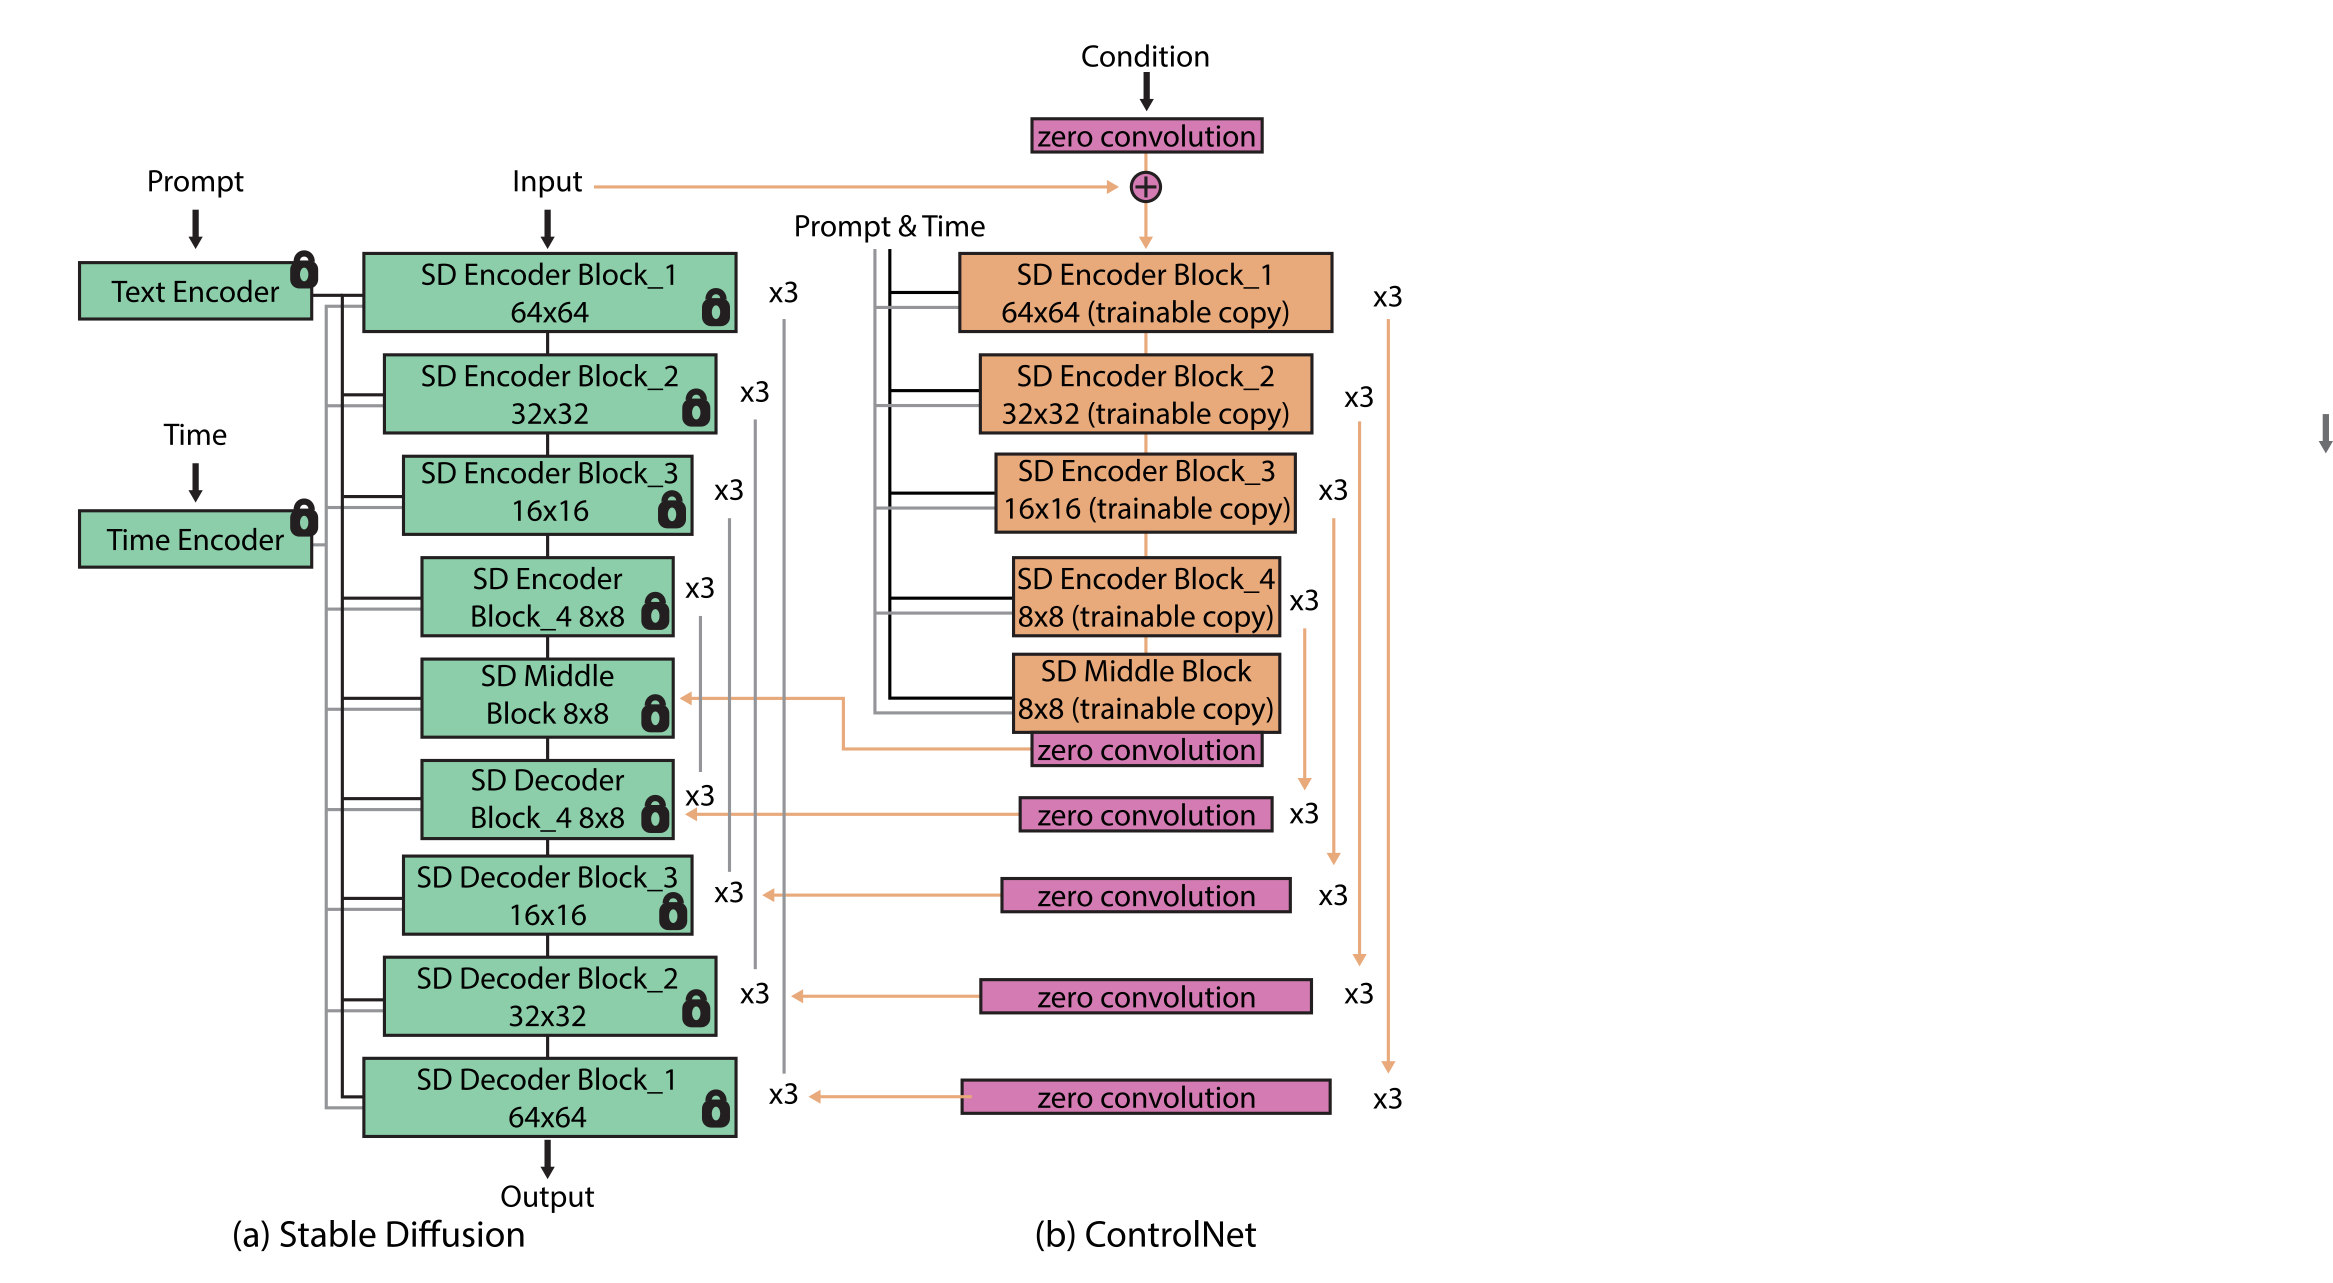 Condition
zero convolution
Prompt
Input
Prompt & Time
Text Encoder
SD Encoder Block_1
64x64
x3
SD Encoder Block_1
64x64 (trainable copy)
x3
SD Encoder Block_2
32x32
x3
SD Encoder Block_2
32x32 (trainable copy)
x3
Time
Time Encoder
SD Encoder Block_3
16x16
x3
SD Encoder Block_3
16x16 (trainable copy)
x3
SD Encoder
Block_4 8x8
x3
SD Encoder Block_4
8x8 (trainable copy)
x3
SD Middle
Block 8x8
SD Middle Block
8x8 (trainable copy)
zero convolution
SD Decoder
Block_4 8x8
x3
zero convolution
x3
SD Decoder Block_3
16x16
x3
zero convolution
x3
SD Decoder Block_2
32x32
x3
zero convolution
x3
SD Decoder Block_1
64x64
x3
zero convolution
x3
Output
(a) Stable Diffusion
(b) ControlNet